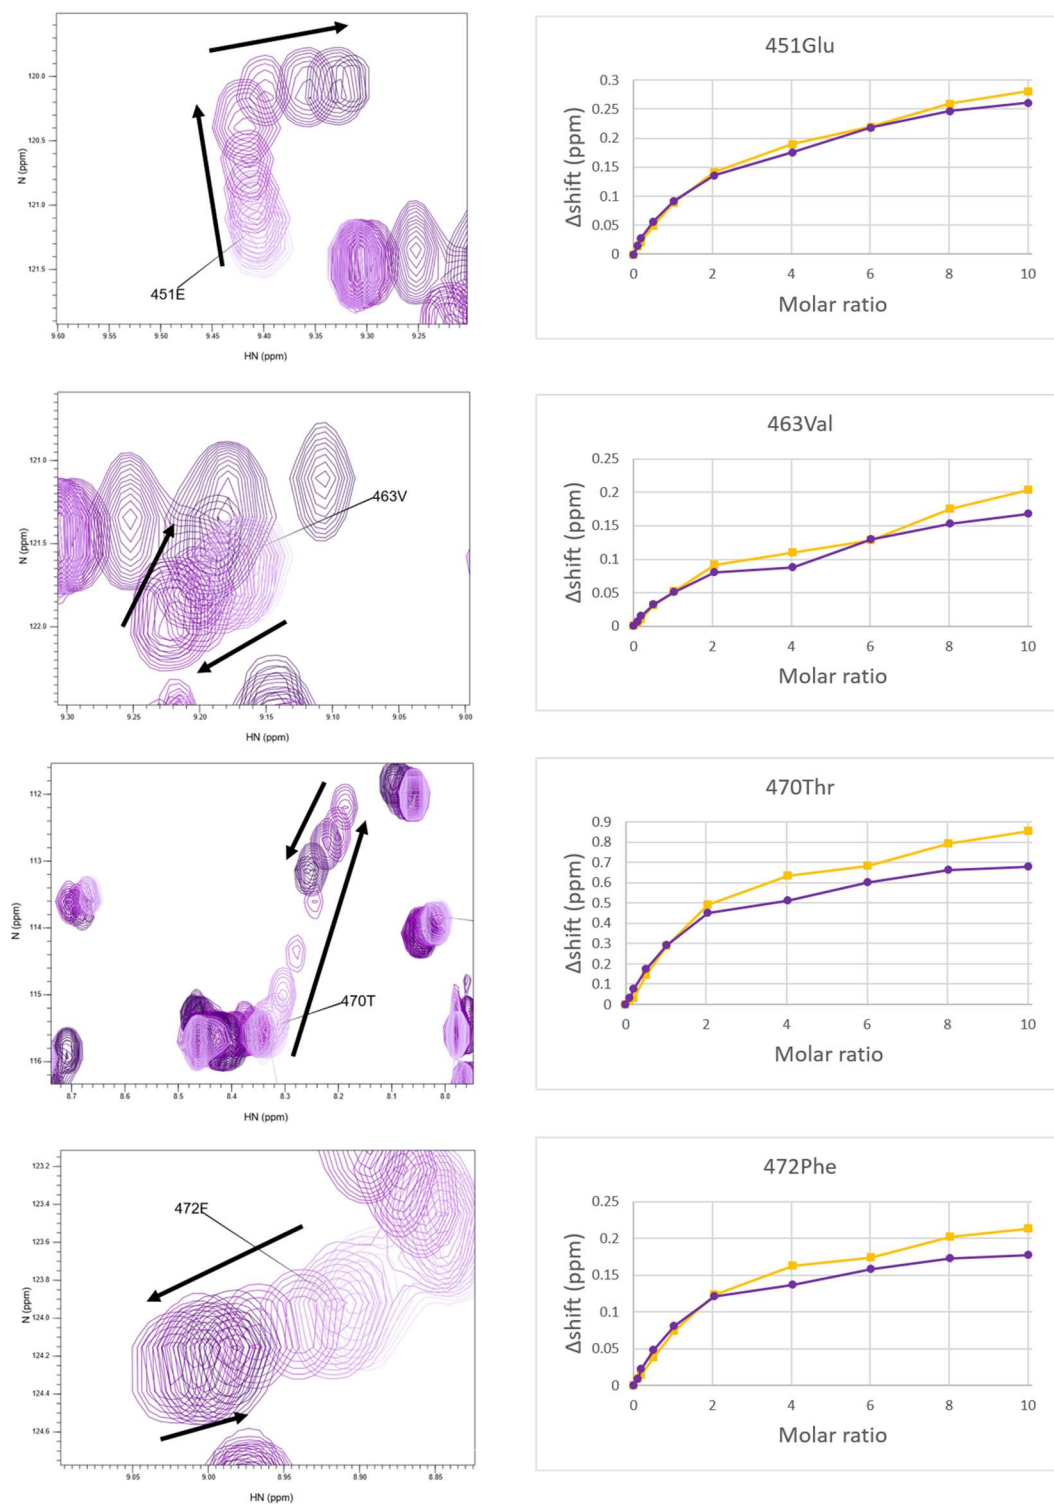 120.0
120.5
121.0
121.5
N (ppm)
451E
9.60 9.55 9.50 9.45 9.40 9.35 9.30 9.25
HN (ppm)
451Glu
0.3
0.25
0.2
0.15
0.1
0.05
0
Δshift (ppm)
0 2 4 6 8 10
Molar ratio
121.0
121.5
122.0
N (ppm)
463V
9.30 9.25 9.20 9.15 9.10 9.05 9.00
HN (ppm)
463Val
0.25
0.2
0.15
0.1
0.05
0
Δshift (ppm)
0 2 4 6 8 10
Molar ratio
112
113
114
115
116
N (ppm)
470T
8.7 8.6 8.5 8.4 8.3 8.2 8.1 8.0
HN (ppm)
470Thr
0.9
0.8
0.7
0.6
0.5
0.4
0.3
0.2
0.1
0
Δshift (ppm)
0 2 4 6 8 10
Molar ratio
123.2
123.4
123.6
123.8
124.0
124.2
124.4
124.6
N (ppm)
472F
9.05 9.00 8.95 8.90 8.85
HN (ppm)
472Phe
0.25
0.2
0.15
0.1
0.05
0
Δshift (ppm)
0 2 4 6 8 10
Molar ratio